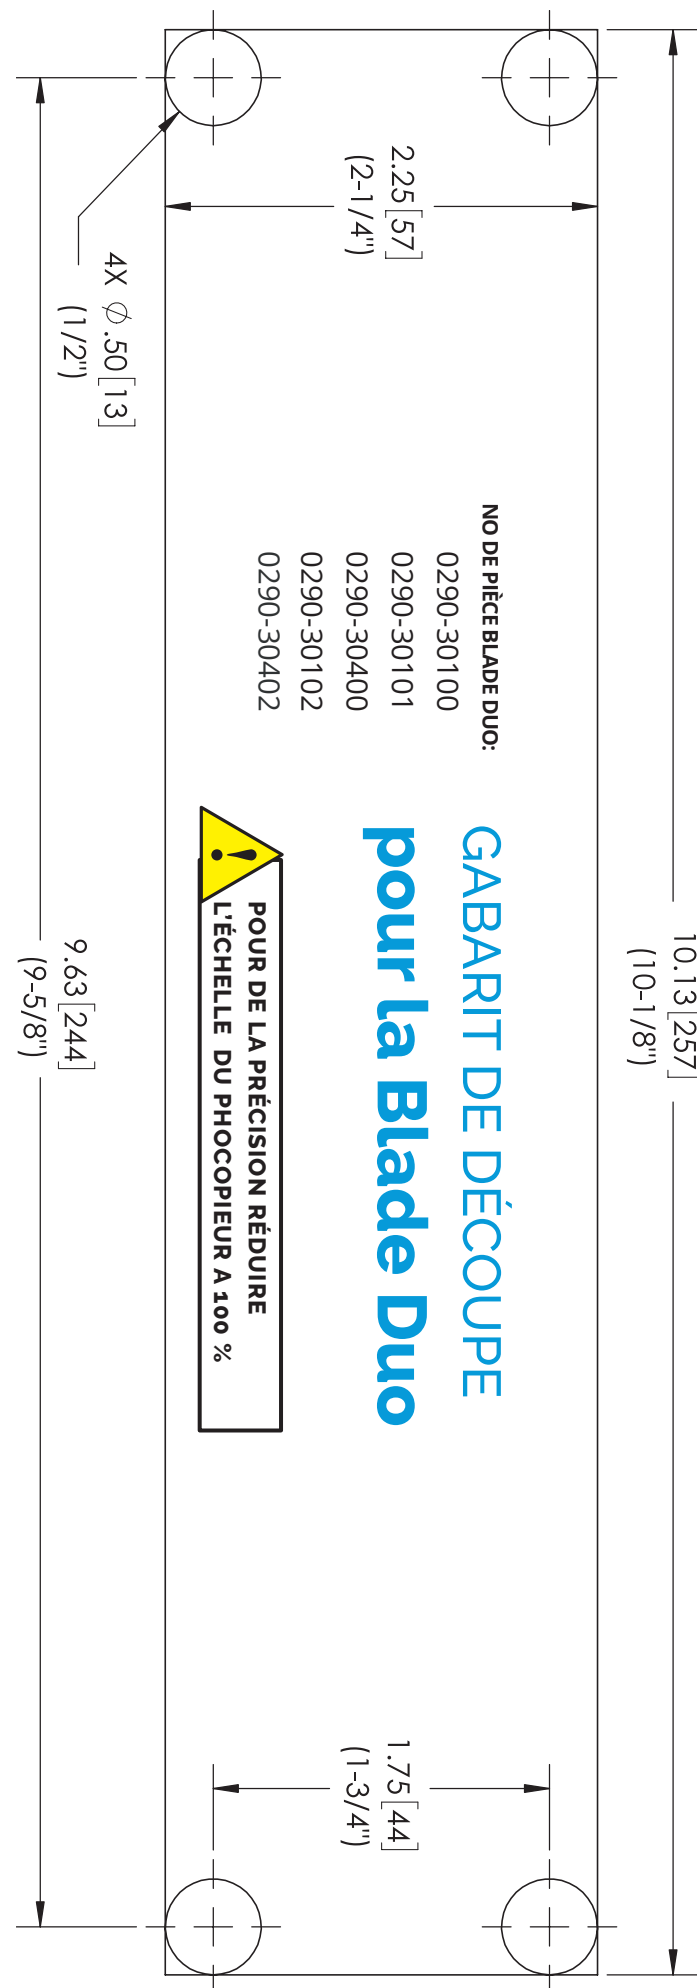 10.13[257]
(10-1/8")
2.25[57]
(2-1/4")
NO DE PIÈCE BLADE DUO:
0290-30100
0290-30101
0290-30400
0290-30102
0290-30402
GABARIT DE DÉCOUPE
pour la Blade Duo
!
POUR DE LA PRÉCISION RÉDUIRE
L'ÉCHELLE DU PHOCOPIEUR A 100 %
1.75[44]
(1-3/4")
4X Ø.50[13]
(1/2")
9.63[244]
(9-5/8")